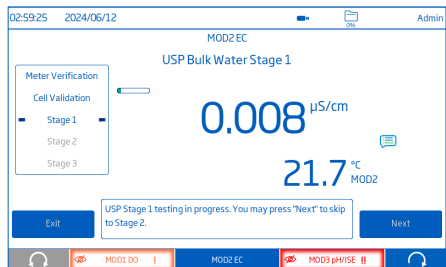 02:59:25 2024/06/12 0% Admin
MOD2 EC
USP Bulk Water Stage 1
Meter Verification
Cell Validation
Stage 1
Stage 2
Stage 3
0.008 µS/cm
21.7 °C
MOD2
USP Stage 1 testing in progress. You may press "Next" to skip
to Stage 2.
Exit
Next
MOD1 DO ! MOD2 EC MOD3 pH/ISE !!